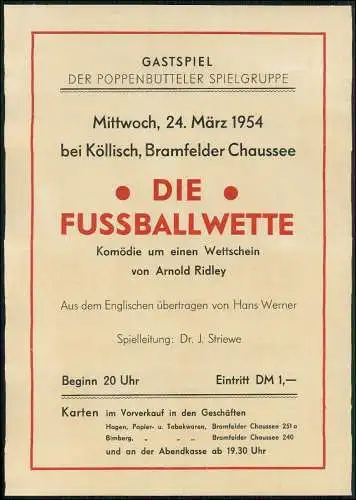 GASTSPIEL
DER POPPENBÜTTELER SPIELGRUPPE
Mittwoch, 24. März 1954
bei Köllisch, Bramfelder Chaussee
• DIE •
FUSSBALLWETTE
Komödie um einen Wettschein
von Arnold Ridley
Aus dem Englischen übertragen von Hans Werner
Spielleitung: Dr. J. Striewe
Beginn 20 Uhr Eintritt DM 1,—
Karten im Vorverkauf in den Geschäften
Hagen, Papier- u. Tabakwaren, Bramfelder Chaussee 251a
Bimberg, „ „ „ Bramfelder Chaussee 240
und an der Abendkasse ab 19.30 Uhr